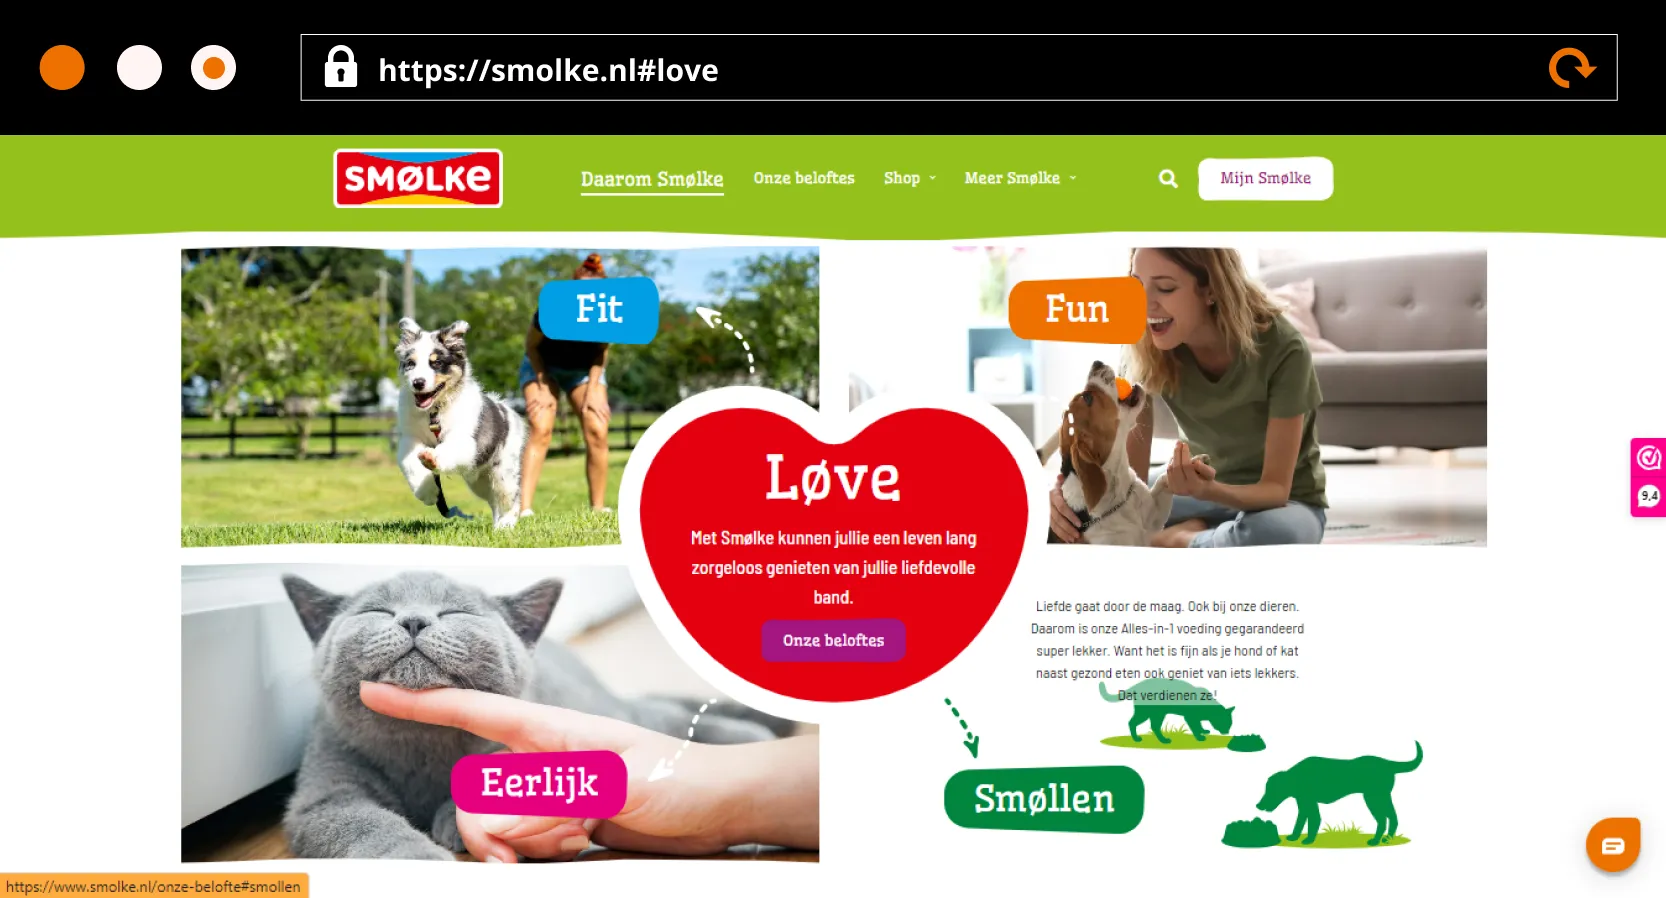 https://smolke.nl#love
SMØLKE
Daarom Smølke
Onze beloftes
Shop
Meer Smølke
Mijn Smølke
Fit
Fun
Løve
Met Smølke kunnen jullie een leven lang
zorgeloos genieten van jullie liefdevolle
band.
Onze beloftes
9,4
Liefde gaat door de maag. Ook bij onze dieren.
Daarom is onze Alles-in-1 voeding gegarandeerd
super lekker. Want het is fijn als je hond of kat
naast gezond eten ook geniet van iets lekkers.
Dat verdienen ze!
Eerlijk
Smøllen
https://www.smolke.nl/onze-belofte#smollen